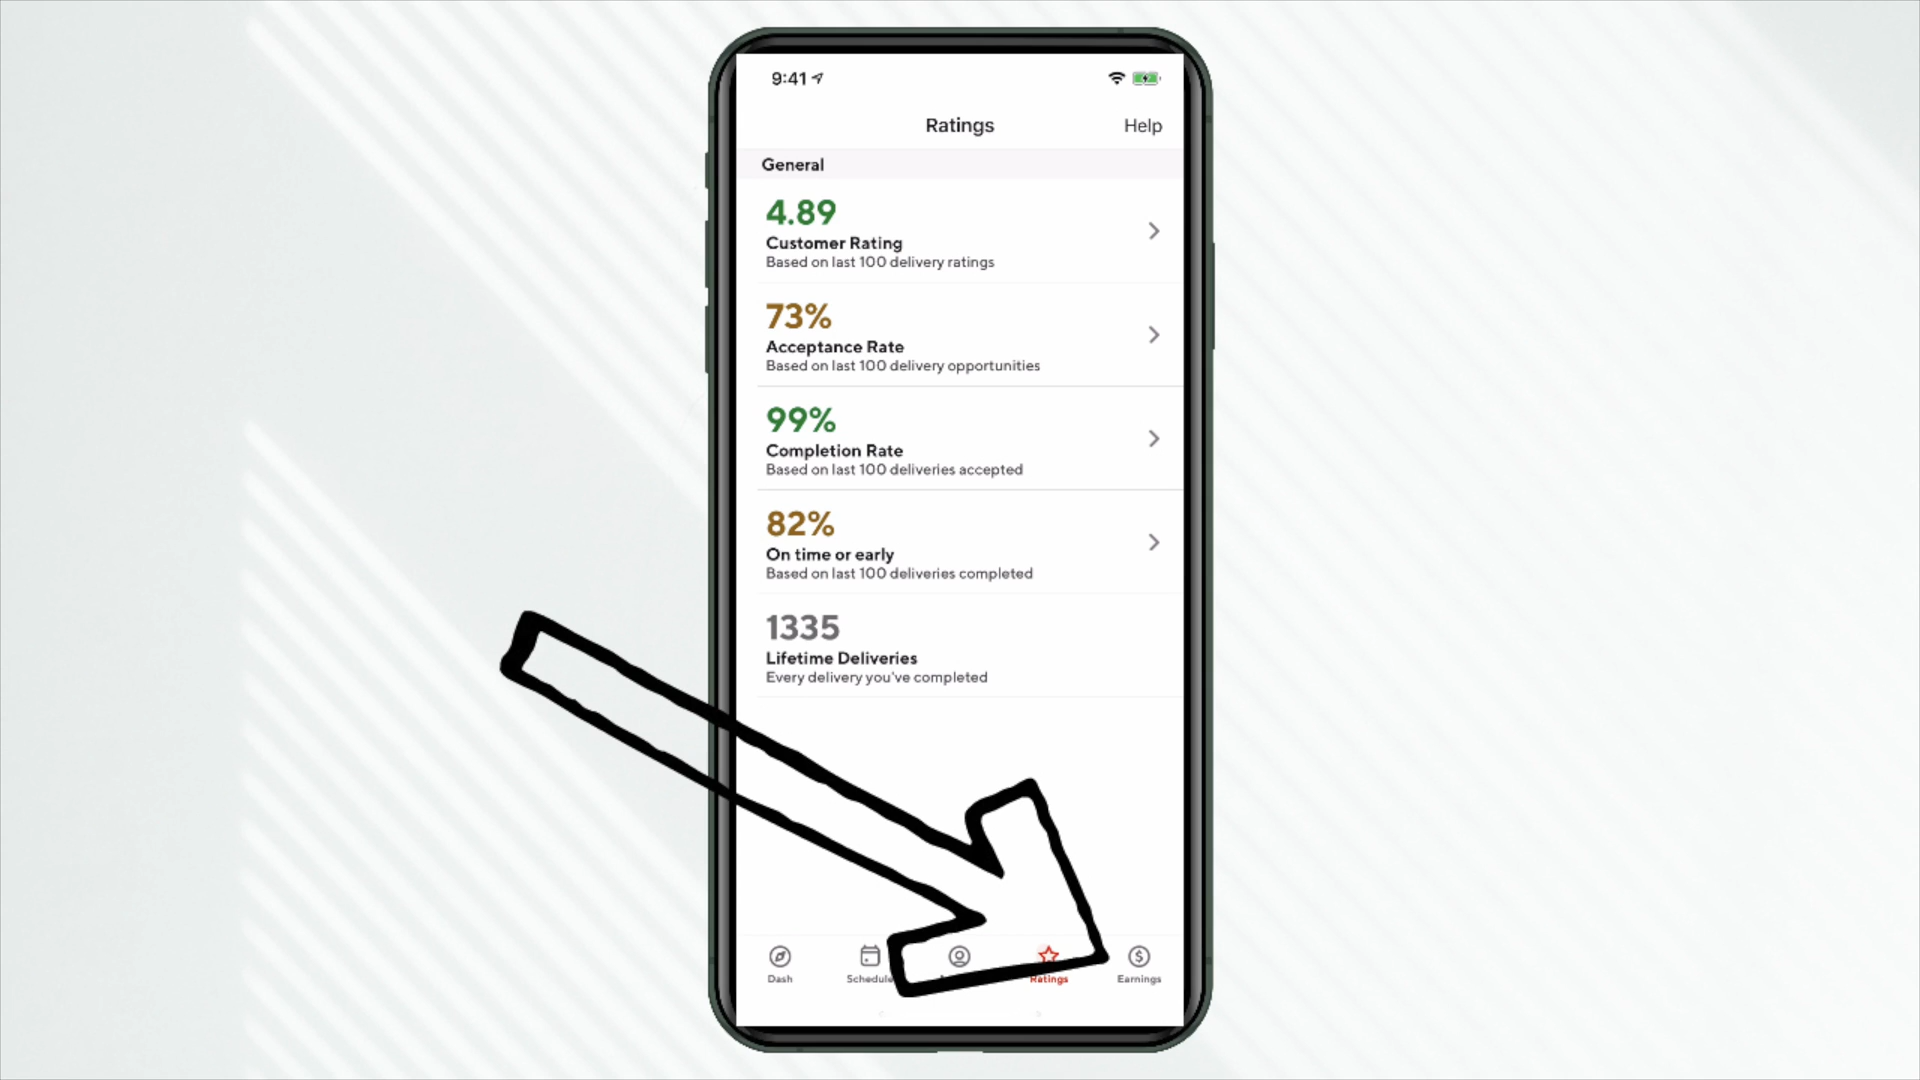 9:41
Ratings
Help
General
4.89
Customer Rating
Based on last 100 delivery ratings
73%
Acceptance Rate
Based on last 100 delivery opportunities
99%
Completion Rate
Based on last 100 deliveries accepted
82%
On time or early
Based on last 100 deliveries completed
1335
Lifetime Deliveries
Every delivery you've completed
Dash
Schedule
Ratings
Earnings